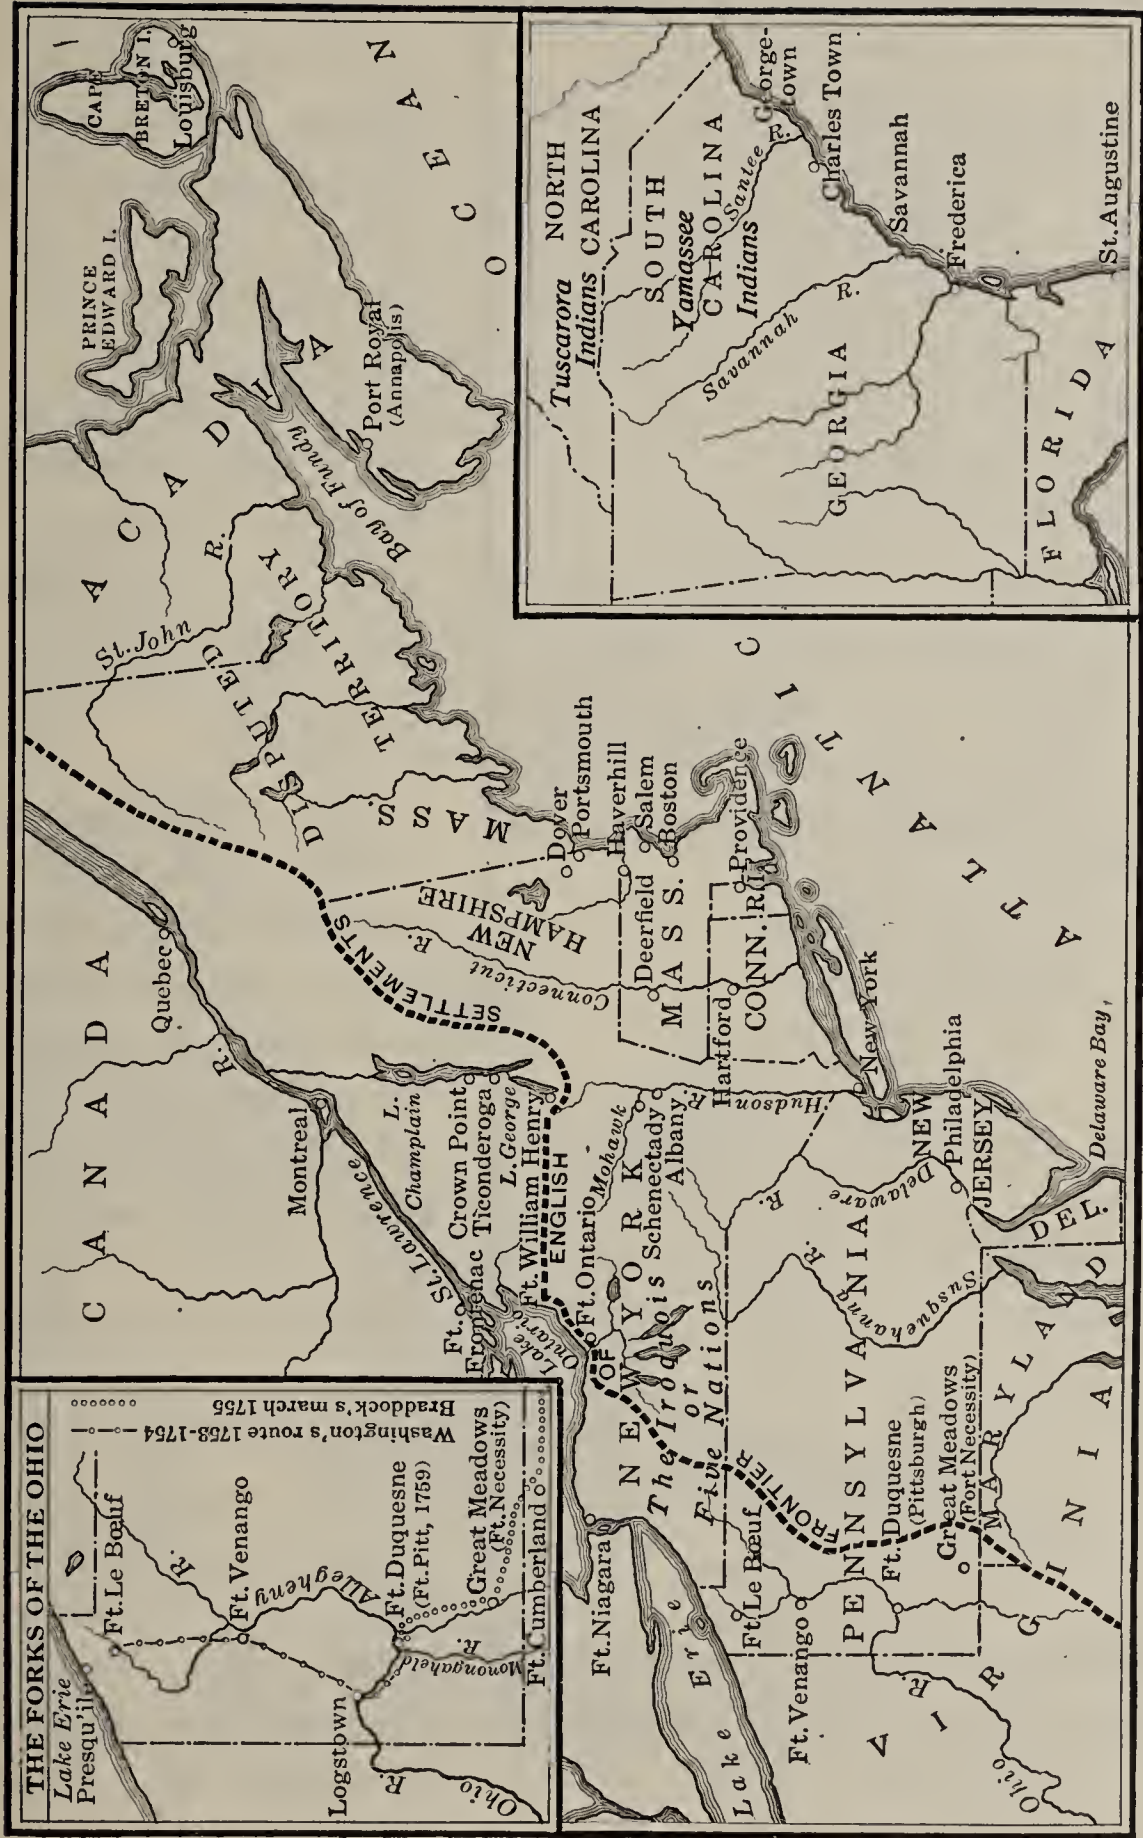 THE FORKS OF THE OHIO
Lake Erie
Presqu'il
Ft. Le Bœuf
R.
Ft. Venango
Allegheny
Logstown
Ft. Duquesne
(Ft. Pitt, 1759)
Monongahela
R.
Great Meadows
(Ft. Necessity)
Ft. Cumberland
Ohio
R.
Washington's route 1753-1754
Braddock's march 1755
CANADA
Quebec
Montreal
St. Lawrence
R.
L.
Champlain
Crown Point
Ticonderoga
L. George
Ft. William Henry
Ft.
Frontenac
Lake
Ontario
Ft. Ontario
FRONTIER
OF
ENGLISH
SETTLEMENTS
Mohawk
R.
Schenectady
Albany
Hudson
R.
NEW YORK
The Iroquois
or
Five Nations
Ft. Niagara
Lake Erie
Ft. Le Bœuf
Ft. Venango
PENNSYLVANIA
Ft. Duquesne
(Pittsburgh)
Great Meadows
(Fort Necessity)
MARYLAND
VIRGINIA
Ohio
R.
Susquehanna
R.
Delaware
R.
NEW
JERSEY
Philadelphia
DEL.
Delaware Bay
New York
CONN.
R.I.
Hartford
Providence
MASS.
Deerfield
Boston
Salem
Haverhill
Portsmouth
Dover
NEW
HAMPSHIRE
Connecticut
R.
MASS.
DISPUTED
TERRITORY
St. John
R.
ACADIA
Bay of Fundy
Port Royal
(Annapolis)
PRINCE
EDWARD I.
CAPE
BRETON I.
Louisburg
ATLANTIC
OCEAN
NORTH
CAROLINA
Tuscarora
Indians
SOUTH
CAROLINA
Yamassee
Indians
Santee
R.
George-
town
Charles Town
Savannah
Savannah
R.
Frederica
GEORGIA
St. Augustine
FLORIDA